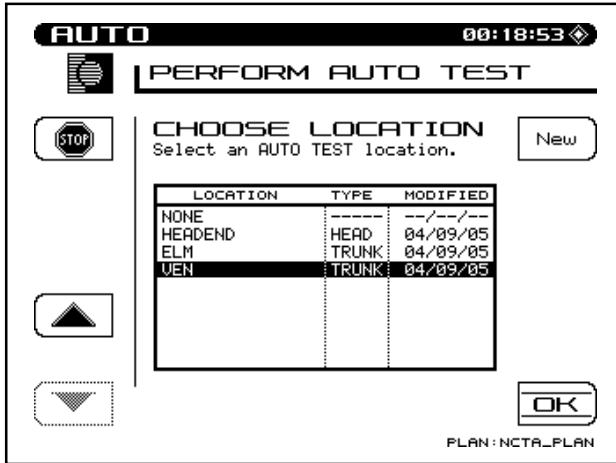 AUTO 00:18:53
PERFORM AUTO TEST
STOP
CHOOSE LOCATION
Select an AUTO TEST location.
New
LOCATION TYPE MODIFIED
NONE ----- --/--/--
HEADEND HEAD 04/09/05
ELM TRUNK 04/09/05
VEN TRUNK 04/09/05
OK
PLAN:NCTA_PLAN